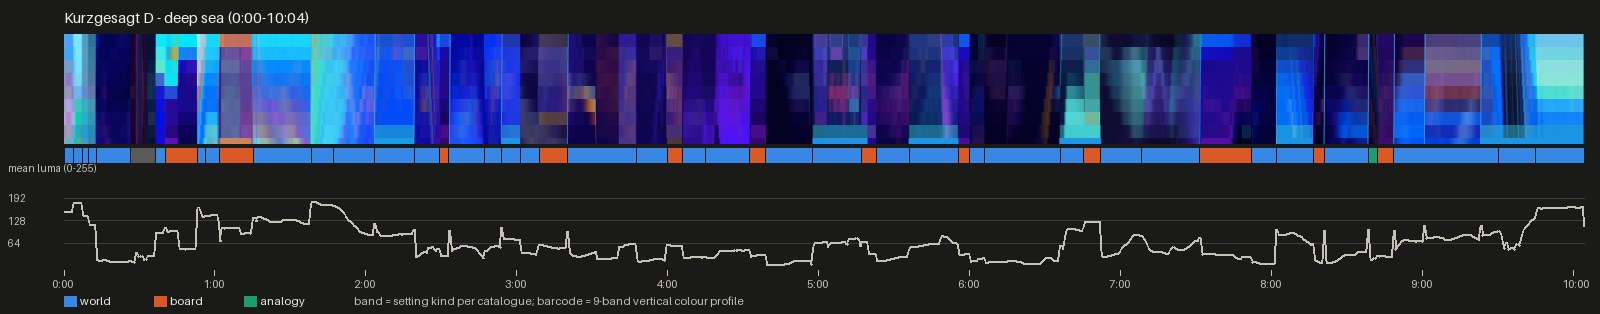 Kurzgesagt D - deep sea (0:00-10:04)
mean luma (0-255)
192
128
64
0:00 1:00 2:00 3:00 4:00 5:00 6:00 7:00 8:00 9:00 10:00
world board analogy band = setting kind per catalogue; barcode = 9-band vertical colour profile